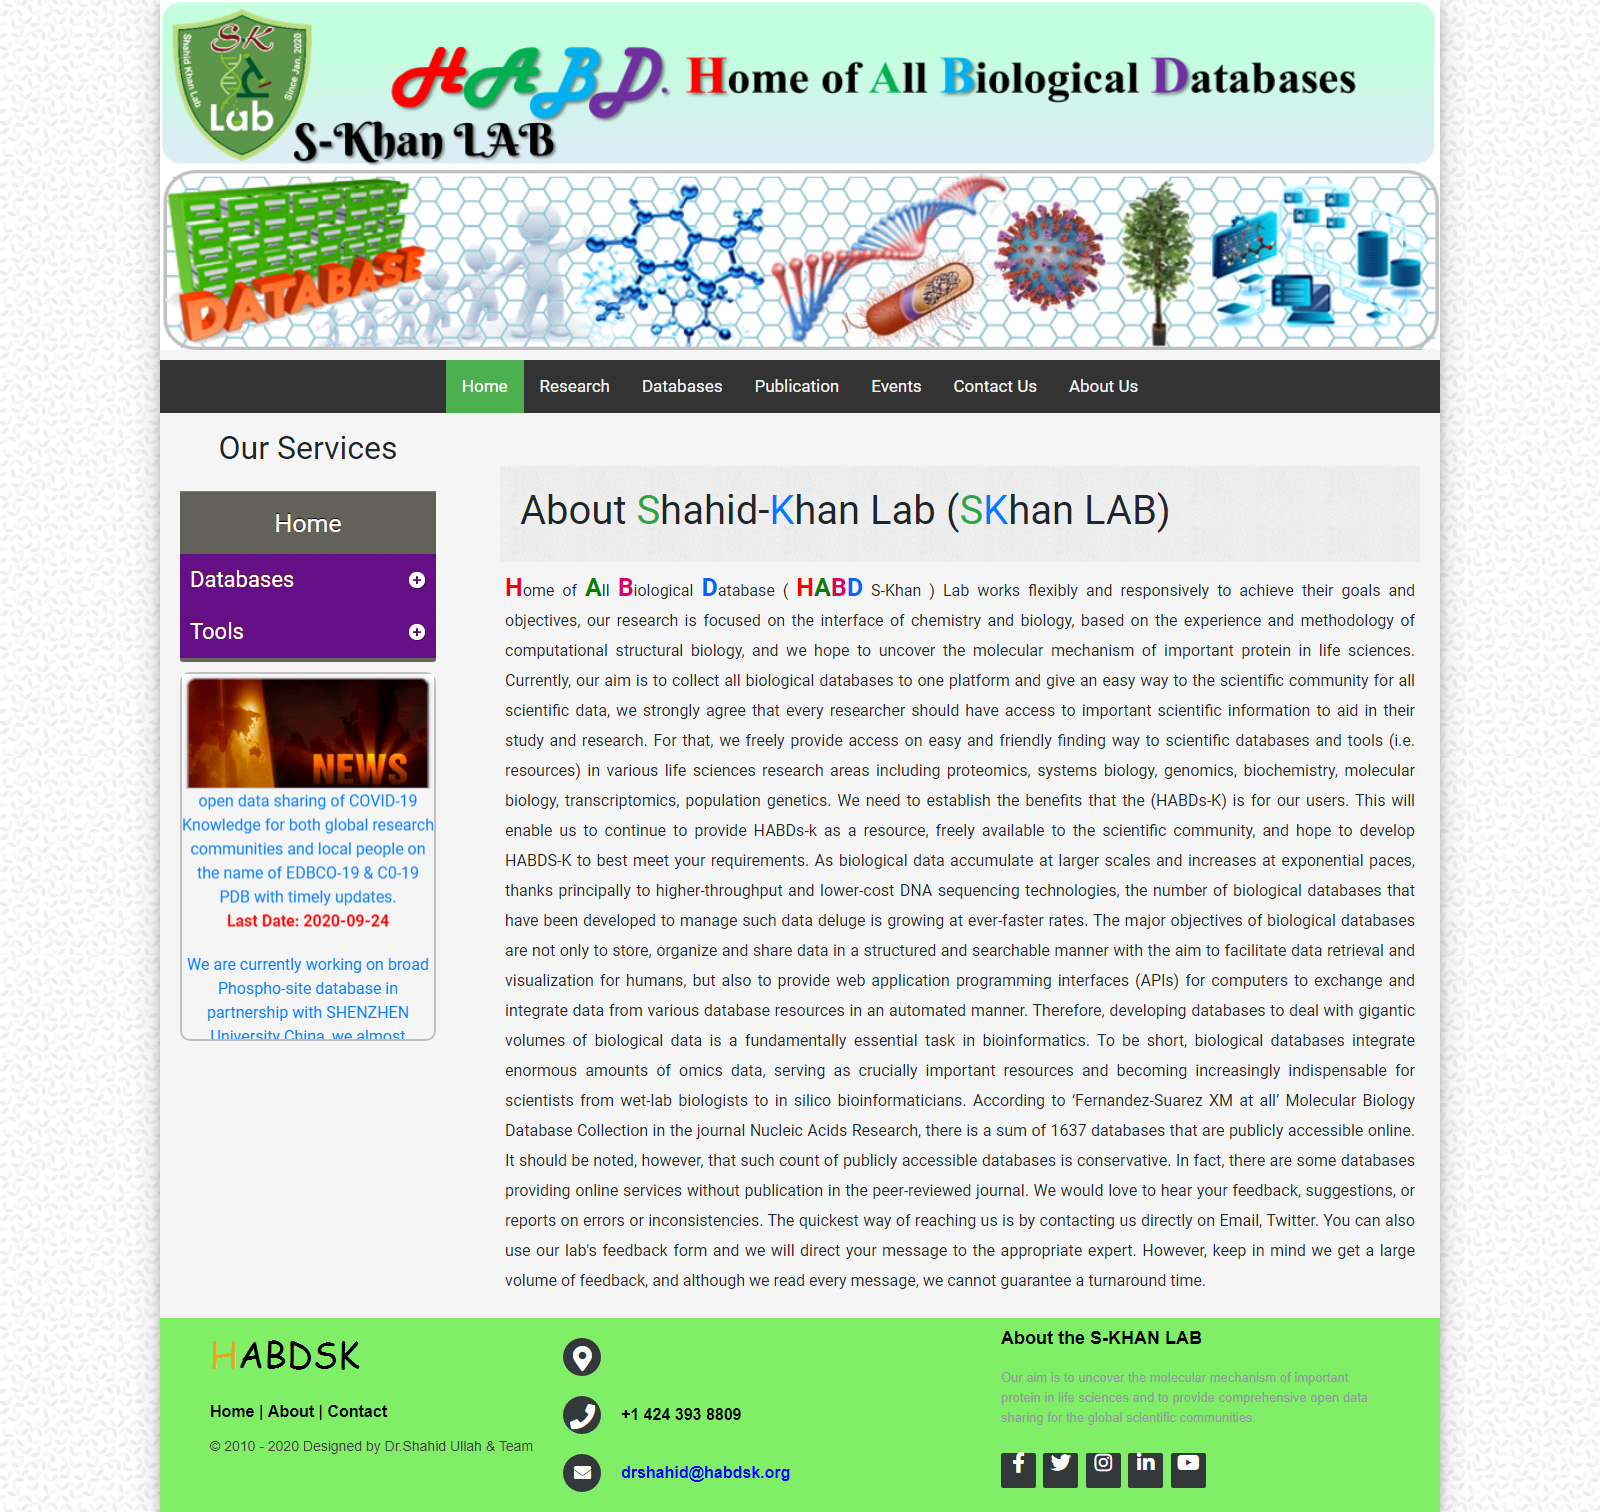 SK
Shahid Khan Lab
Since Jan. 2020
Lab
S-Khan LAB
HABD. Home of All Biological Databases
DATABASE
Home Research Databases Publication Events Contact Us About Us
Our Services
Home
Databases
Tools
NEWS
open data sharing of COVID-19
Knowledge for both global research
communities and local people on
the name of EDBCO-19 & C0-19
PDB with timely updates.
Last Date: 2020-09-24
We are currently working on broad
Phospho-site database in
partnership with SHENZHEN
University China, we almost
About Shahid-Khan Lab (SKhan LAB)
Home of All Biological Database ( HABD S-Khan ) Lab works flexibly and responsively to achieve their goals and
objectives, our research is focused on the interface of chemistry and biology, based on the experience and methodology of
computational structural biology, and we hope to uncover the molecular mechanism of important protein in life sciences.
Currently, our aim is to collect all biological databases to one platform and give an easy way to the scientific community for all
scientific data, we strongly agree that every researcher should have access to important scientific information to aid in their
study and research. For that, we freely provide access on easy and friendly finding way to scientific databases and tools (i.e.
resources) in various life sciences research areas including proteomics, systems biology, genomics, biochemistry, molecular
biology, transcriptomics, population genetics. We need to establish the benefits that the (HABDs-K) is for our users. This will
enable us to continue to provide HABDs-k as a resource, freely available to the scientific community, and hope to develop
HABDS-K to best meet your requirements. As biological data accumulate at larger scales and increases at exponential paces,
thanks principally to higher-throughput and lower-cost DNA sequencing technologies, the number of biological databases that
have been developed to manage such data deluge is growing at ever-faster rates. The major objectives of biological databases
are not only to store, organize and share data in a structured and searchable manner with the aim to facilitate data retrieval and
visualization for humans, but also to provide web application programming interfaces (APIs) for computers to exchange and
integrate data from various database resources in an automated manner. Therefore, developing databases to deal with gigantic
volumes of biological data is a fundamentally essential task in bioinformatics. To be short, biological databases integrate
enormous amounts of omics data, serving as crucially important resources and becoming increasingly indispensable for
scientists from wet-lab biologists to in silico bioinformaticians. According to ‘Fernandez-Suarez XM at all’ Molecular Biology
Database Collection in the journal Nucleic Acids Research, there is a sum of 1637 databases that are publicly accessible online.
It should be noted, however, that such count of publicly accessible databases is conservative. In fact, there are some databases
providing online services without publication in the peer-reviewed journal. We would love to hear your feedback, suggestions, or
reports on errors or inconsistencies. The quickest way of reaching us is by contacting us directly on Email, Twitter. You can also
use our lab's feedback form and we will direct your message to the appropriate expert. However, keep in mind we get a large
volume of feedback, and although we read every message, we cannot guarantee a turnaround time.
HABDSK
Home | About | Contact
© 2010 - 2020 Designed by Dr.Shahid Ullah & Team
+1 424 393 8809
drshahid@habdsk.org
About the S-KHAN LAB
Our aim is to uncover the molecular mechanism of important
protein in life sciences and to provide comprehensive open data
sharing for the global scientific communities.